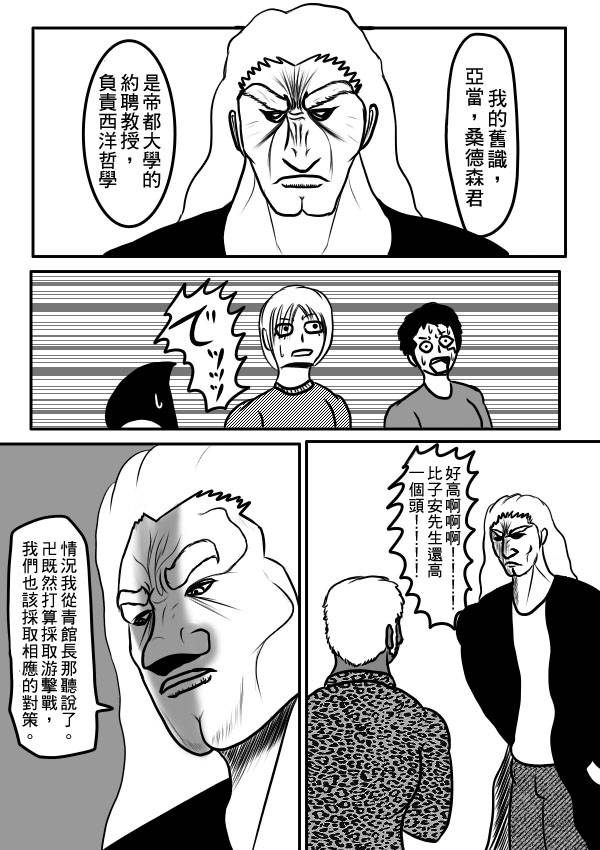 我的舊識，
亞當，桑德森君
是帝都大學的
約聘教授，
負責西洋哲學
でッ
好高啊啊啊！！！！
比子安先生還高
一個頭！！！！
情況我從青館長那聽說了。
卍既然打算採取游擊戰，
我們也該採取相應的對策。